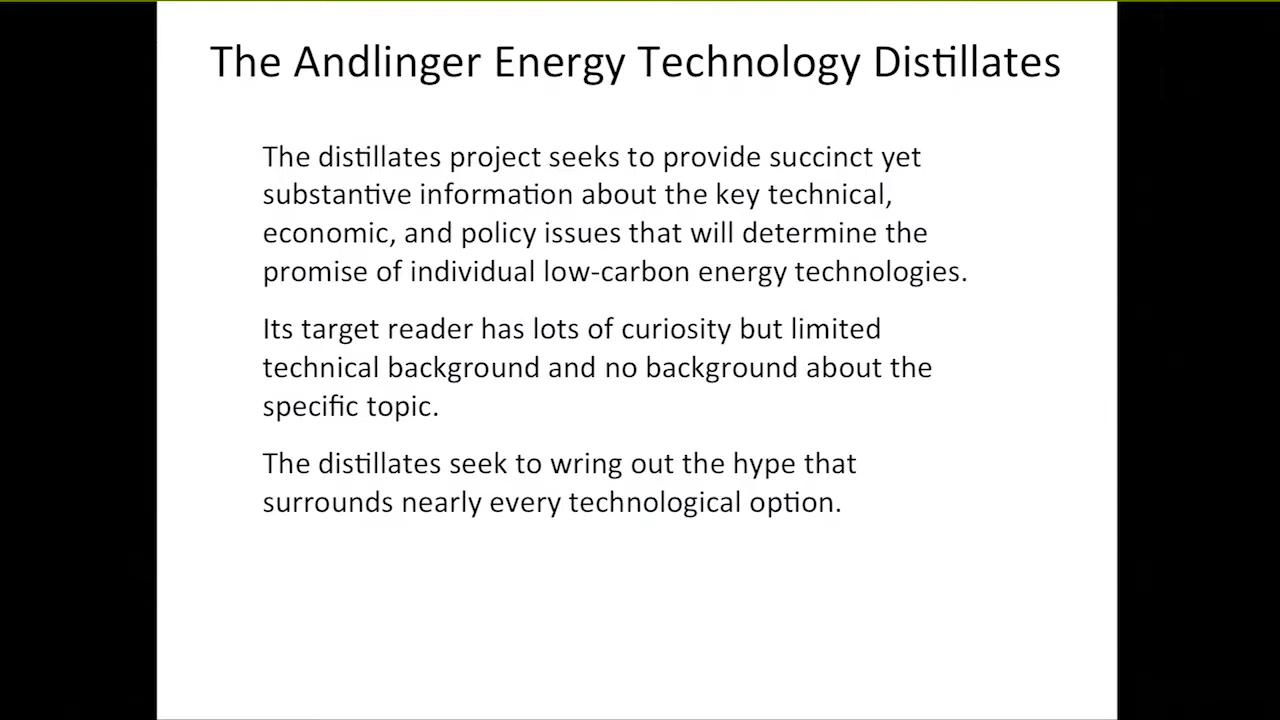 The Andlinger Energy Technology Distillates
The distillates project seeks to provide succinct yet
substantive information about the key technical,
economic, and policy issues that will determine the
promise of individual low-carbon energy technologies.
Its target reader has lots of curiosity but limited
technical background and no background about the
specific topic.
The distillates seek to wring out the hype that
surrounds nearly every technological option.